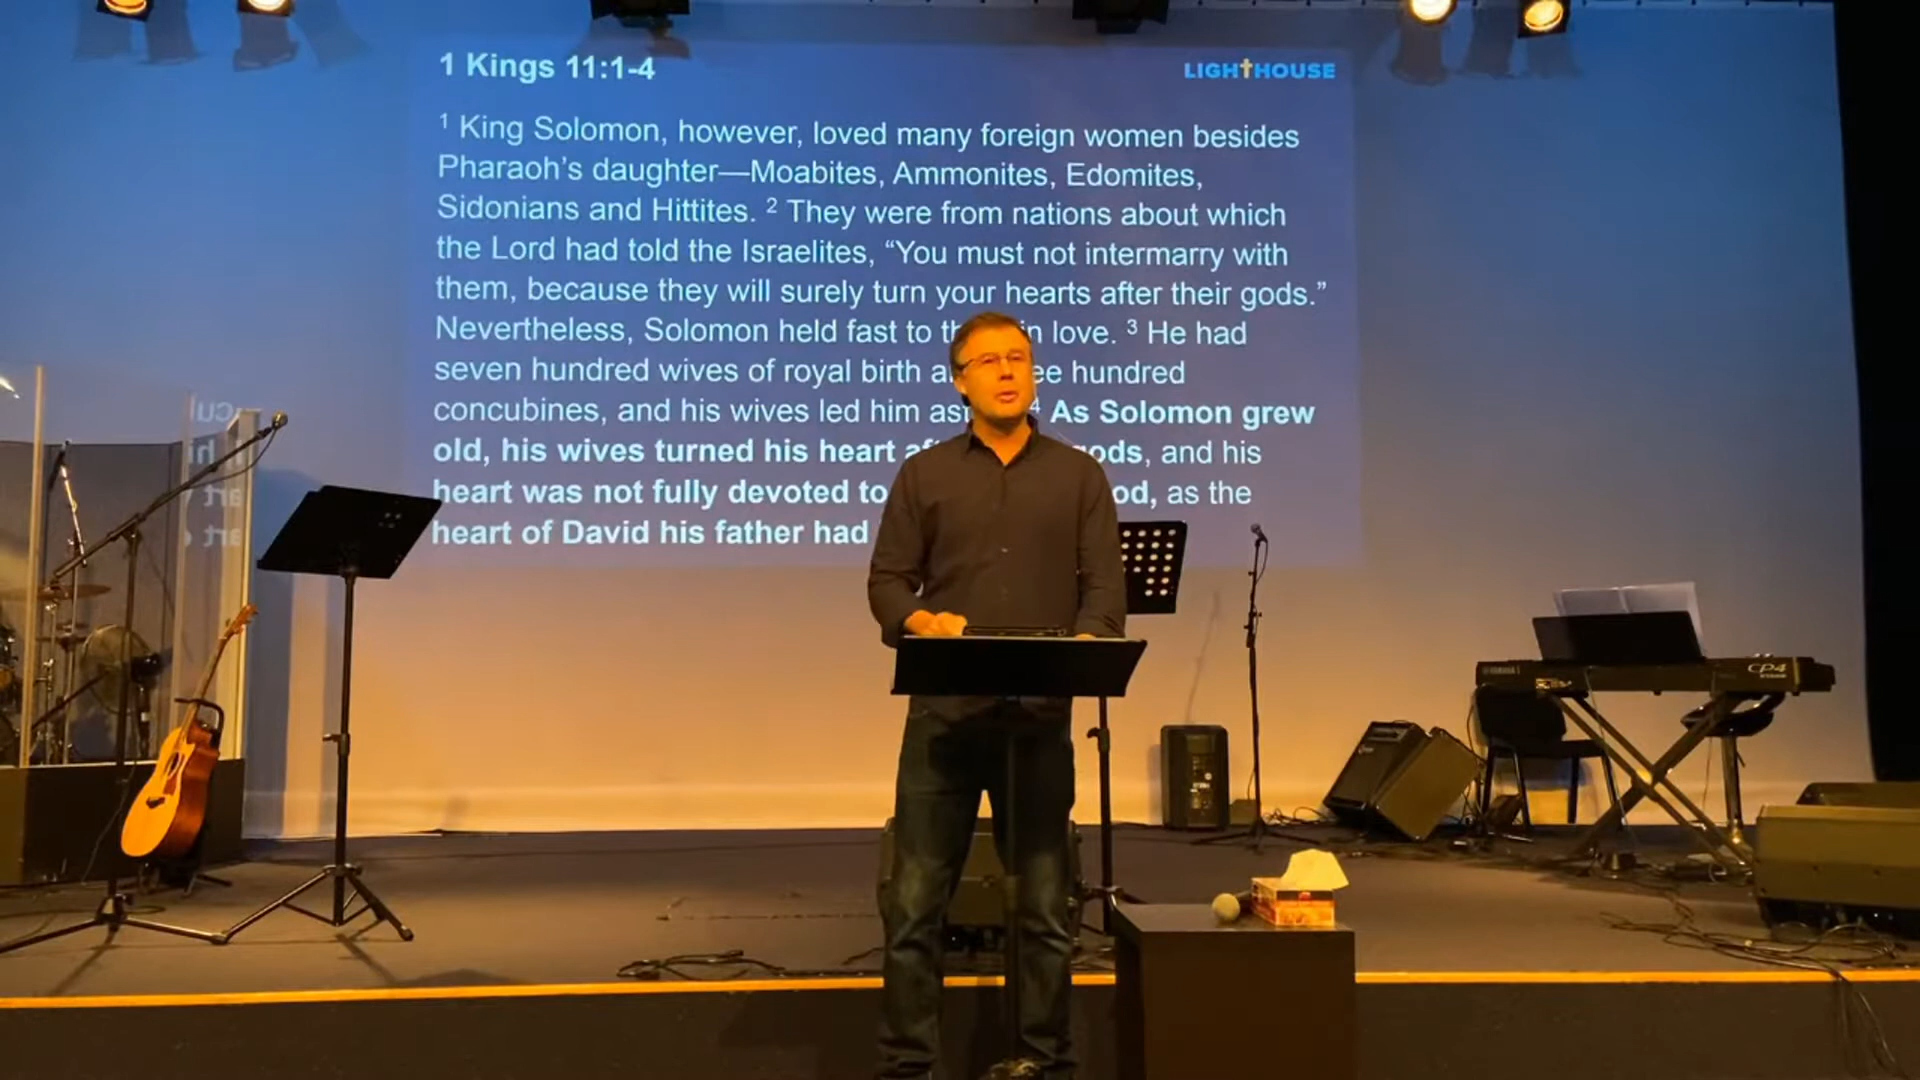 1 Kings 11:1-4
LIGH†HOUSE
1 King Solomon, however, loved many foreign women besides
Pharaoh’s daughter—Moabites, Ammonites, Edomites,
Sidonians and Hittites. 2 They were from nations about which
the Lord had told the Israelites, “You must not intermarry with
them, because they will surely turn your hearts after their gods.”
Nevertheless, Solomon held fast to in love. 3 He had
seven hundred wives of royal birth hundred
concubines, and his wives led him 4 As Solomon grew
old, his wives turned his heart gods, and his
heart was not fully devoted to as the
heart of David his father had
YAMAHA
CP4